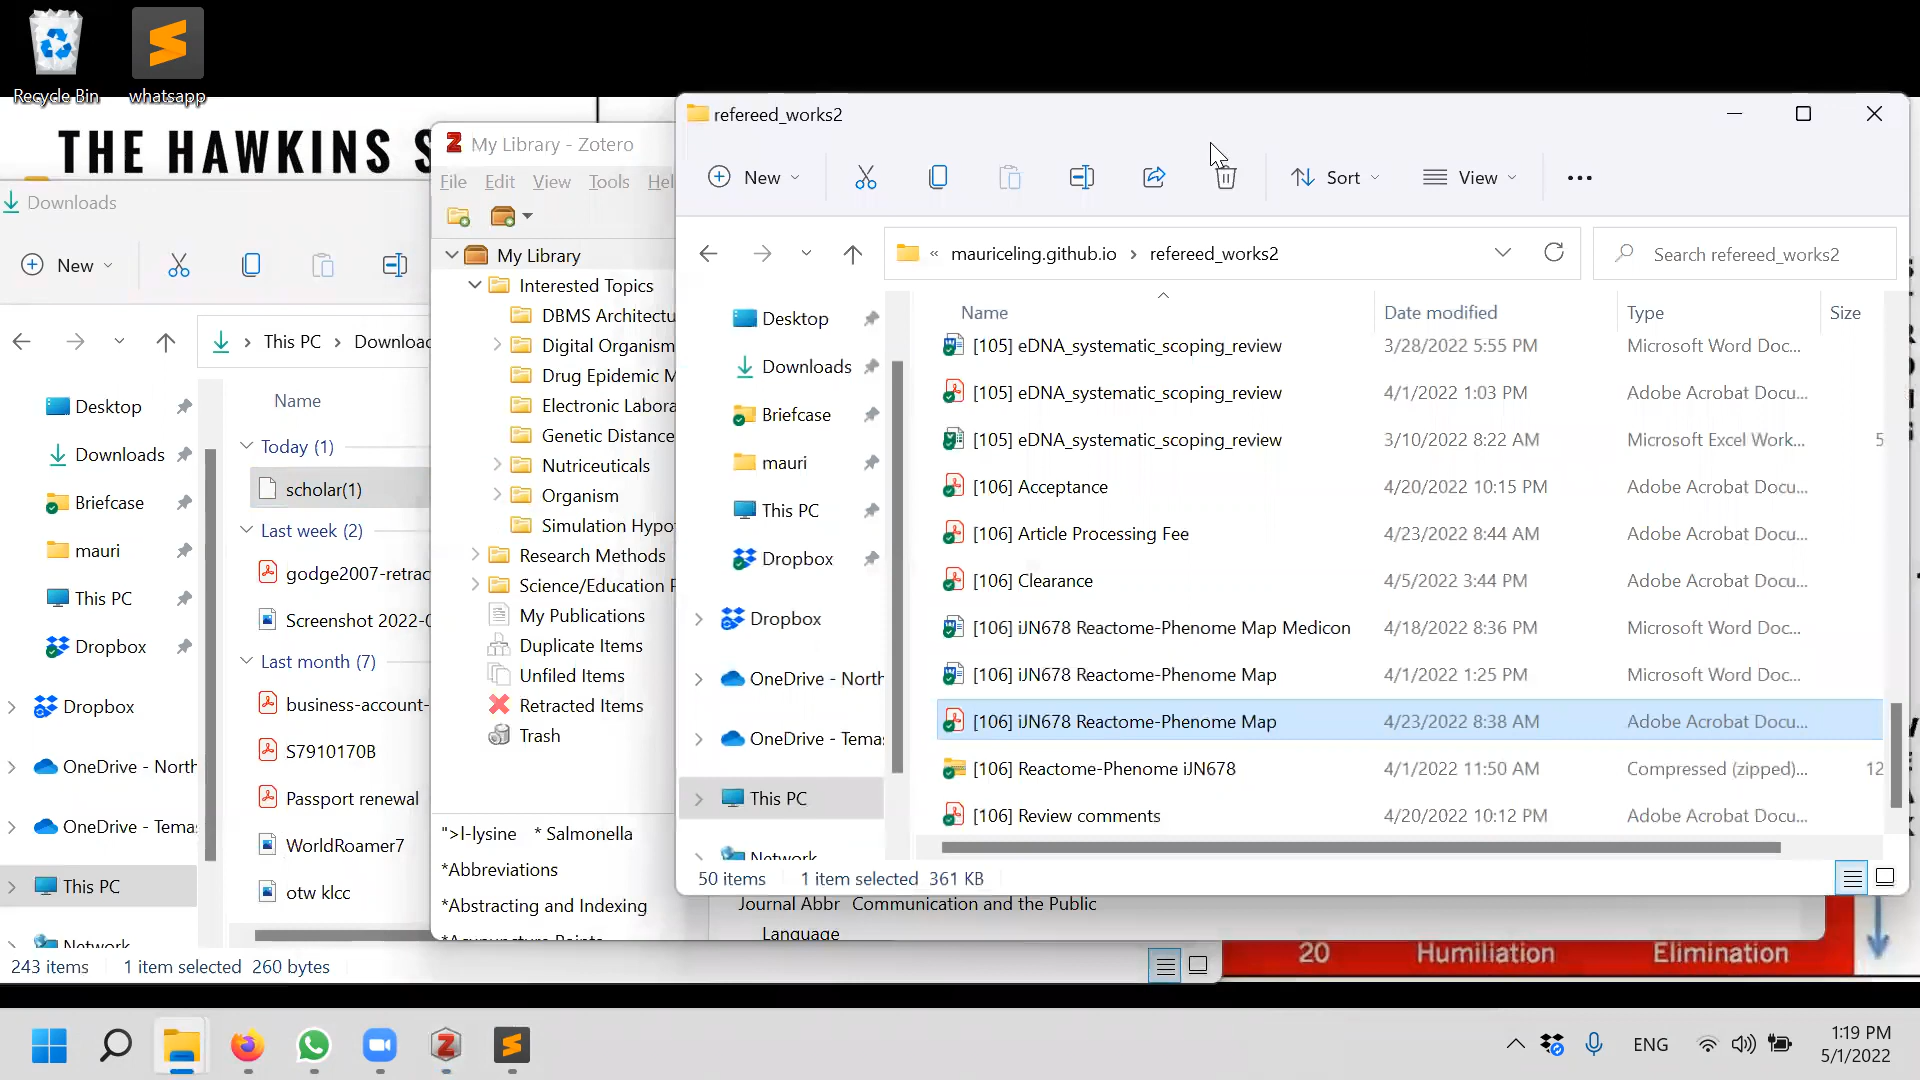 Recycle Bin
whatsapp
THE HAWKINS S
Downloads
New
This PC
Downloac
Name
Desktop
Downloads
Briefcase
mauri
This PC
Dropbox
Dropbox
OneDrive - North
OneDrive - Temas
This PC
Network
Today (1)
scholar(1)
Last week (2)
godge2007-retrac
Screenshot 2022-0
Last month (7)
business-account-
S7910170B
Passport renewal
WorldRoamer7
otw klcc
243 items 1 item selected 260 bytes
My Library - Zotero
File Edit View Tools Hel
My Library
Interested Topics
DBMS Architectu
Digital Organism
Drug Epidemic M
Electronic Labora
Genetic Distance
Nutriceuticals
Organism
Simulation Hypo
Research Methods
Science/Education P
My Publications
Duplicate Items
Unfiled Items
Retracted Items
Trash
">l-lysine * Salmonella
*Abbreviations
*Abstracting and Indexing
*Acupuncture Points
Journal Abbr Communication and the Public
Language
refereed_works2
New Sort View
« mauriceling.github.io › refereed_works2
Search refereed_works2
Desktop
Downloads
Briefcase
mauri
This PC
Dropbox
Dropbox
OneDrive - North
OneDrive - Temas
This PC
Network
Name Date modified Type Size
[105] eDNA_systematic_scoping_review 3/28/2022 5:55 PM Microsoft Word Doc...
[105] eDNA_systematic_scoping_review 4/1/2022 1:03 PM Adobe Acrobat Docu...
[105] eDNA_systematic_scoping_review 3/10/2022 8:22 AM Microsoft Excel Work... 5
[106] Acceptance 4/20/2022 10:15 PM Adobe Acrobat Docu...
[106] Article Processing Fee 4/23/2022 8:44 AM Adobe Acrobat Docu...
[106] Clearance 4/5/2022 3:44 PM Adobe Acrobat Docu...
[106] iJN678 Reactome-Phenome Map Medicon 4/18/2022 8:36 PM Microsoft Word Doc...
[106] iJN678 Reactome-Phenome Map 4/1/2022 1:25 PM Microsoft Word Doc...
[106] iJN678 Reactome-Phenome Map 4/23/2022 8:38 AM Adobe Acrobat Docu...
[106] Reactome-Phenome iJN678 4/1/2022 11:50 AM Compressed (zipped)... 12
[106] Review comments 4/20/2022 10:12 PM Adobe Acrobat Docu...
50 items 1 item selected 361 KB
20 Humiliation Elimination
ENG
1:19 PM
5/1/2022